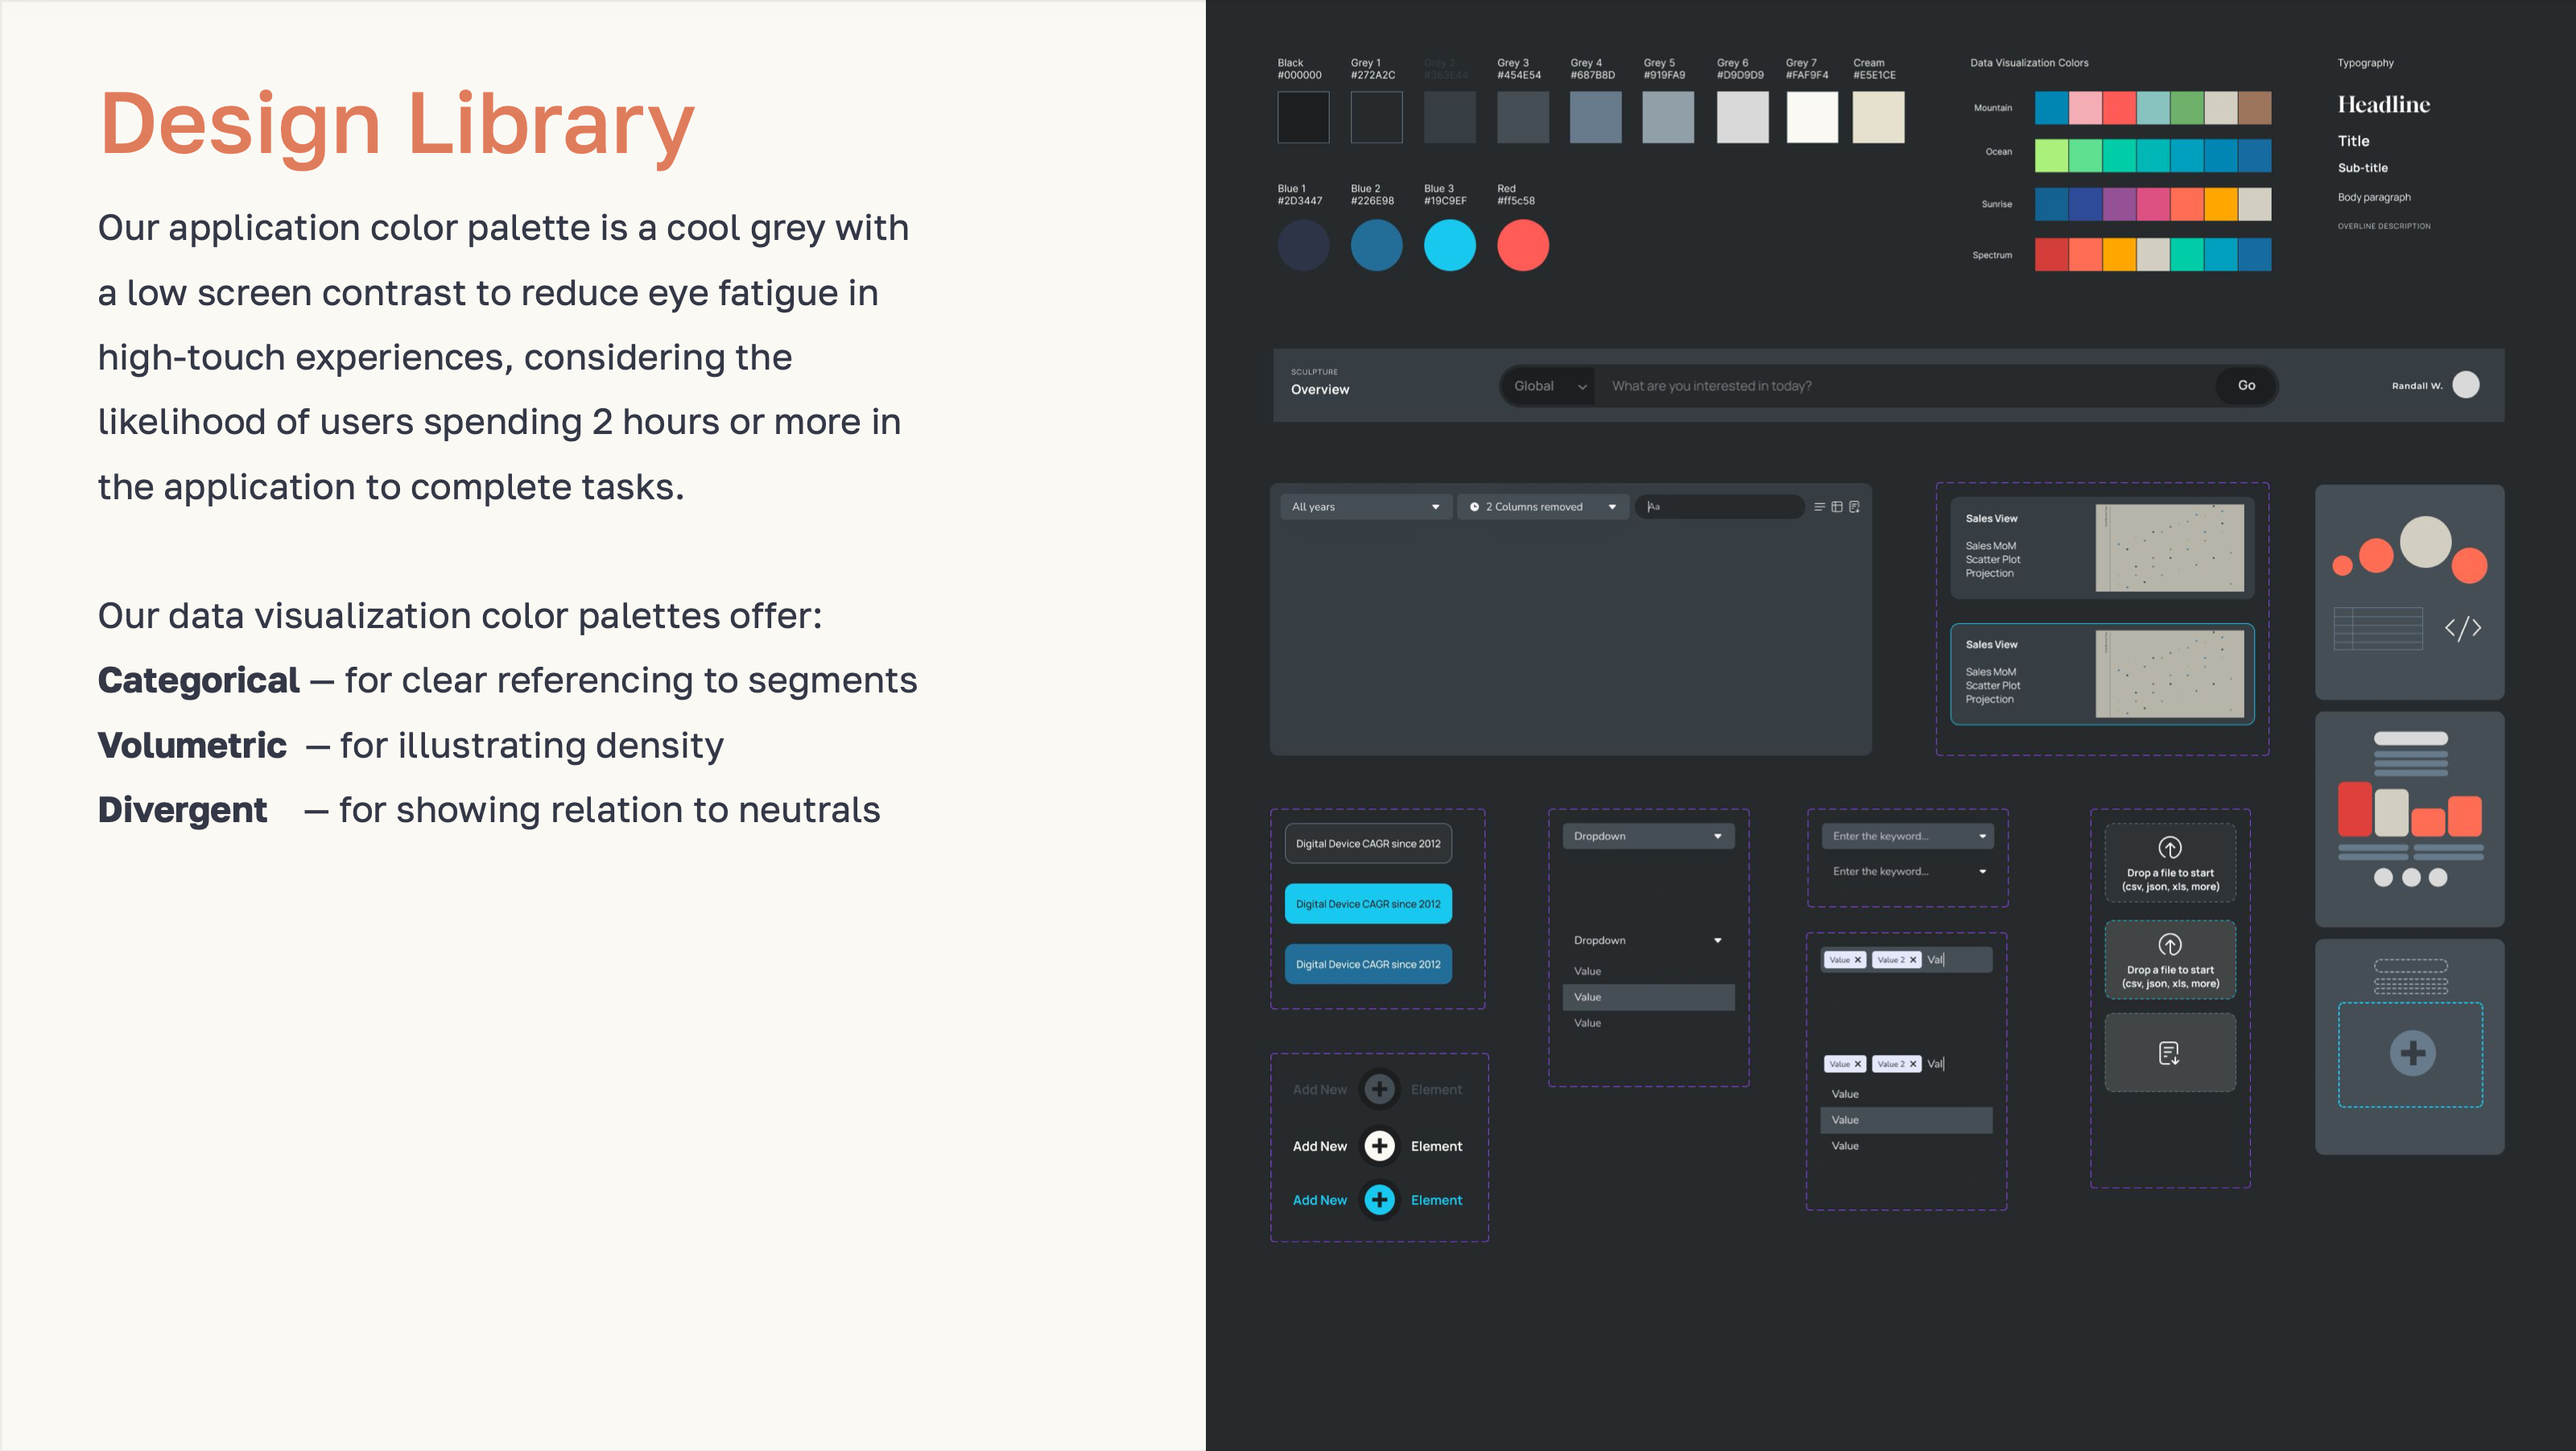 Design Library
Our application color palette is a cool grey with
a low screen contrast to reduce eye fatigue in
high-touch experiences, considering the
likelihood of users spending 2 hours or more in
the application to complete tasks.
Our data visualization color palettes offer:
Categorical — for clear referencing to segments
Volumetric — for illustrating density
Divergent — for showing relation to neutrals
Black
#000000
Grey 1
#272A2C
Grey 2
#363E44
Grey 3
#454E54
Grey 4
#687B8D
Grey 5
#919FA9
Grey 6
#D9D9D9
Grey 7
#FAF9F4
Cream
#E5E1CE
Blue 1
#2D3447
Blue 2
#226E98
Blue 3
#19C9EF
Red
#ff5c58
Data Visualization Colors
Mountain
Ocean
Sunrise
Spectrum
Typography
Headline
Title
Sub-title
Body paragraph
OVERLINE DESCRIPTION
SCULPTURE
Overview
Global
What are you interested in today?
Go
Randall W.
All years
2 Columns removed
Aa
Sales View
Sales MoM
Scatter Plot
Projection
Sales View
Sales MoM
Scatter Plot
Projection
</>
Digital Device CAGR since 2012
Digital Device CAGR since 2012
Digital Device CAGR since 2012
Add New Element
Add New Element
Add New Element
Dropdown
Dropdown
Value
Value
Value
Enter the keyword...
Enter the keyword...
Value Value 2 Val
Value Value 2 Val
Value
Value
Value
Drop a file to start
(csv, json, xls, more)
Drop a file to start
(csv, json, xls, more)